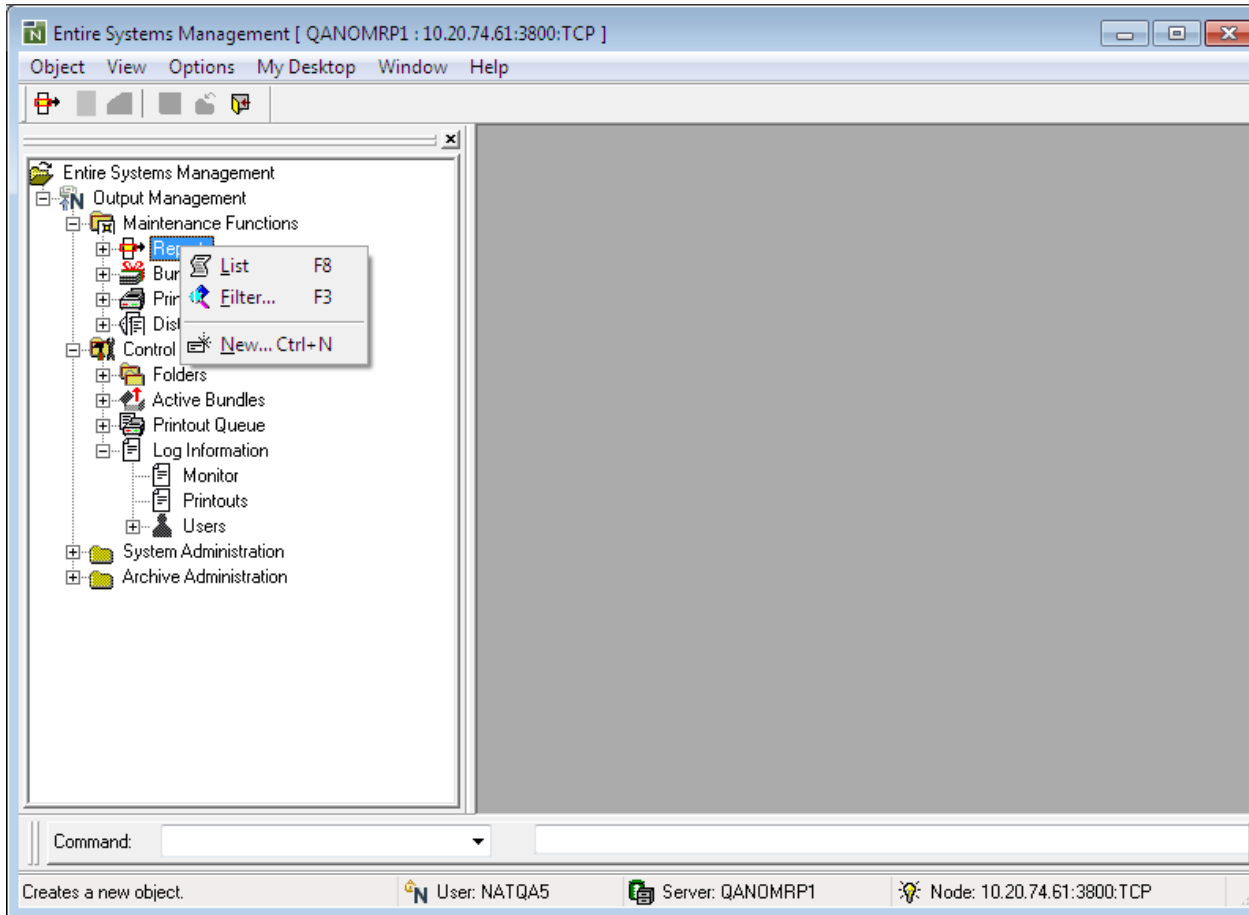 Entire Systems Management [ QANOMRP1 : 10.20.74.61:3800:TCP ]
Object View Options My Desktop Window Help
Entire Systems Management
Output Management
Maintenance Functions
List F8
Filter... F3
New... Ctrl+N
Control
Folders
Active Bundles
Printout Queue
Log Information
Monitor
Printouts
Users
System Administration
Archive Administration
Command:
Creates a new object. User: NATQA5 Server: QANOMRP1 Node: 10.20.74.61:3800:TCP